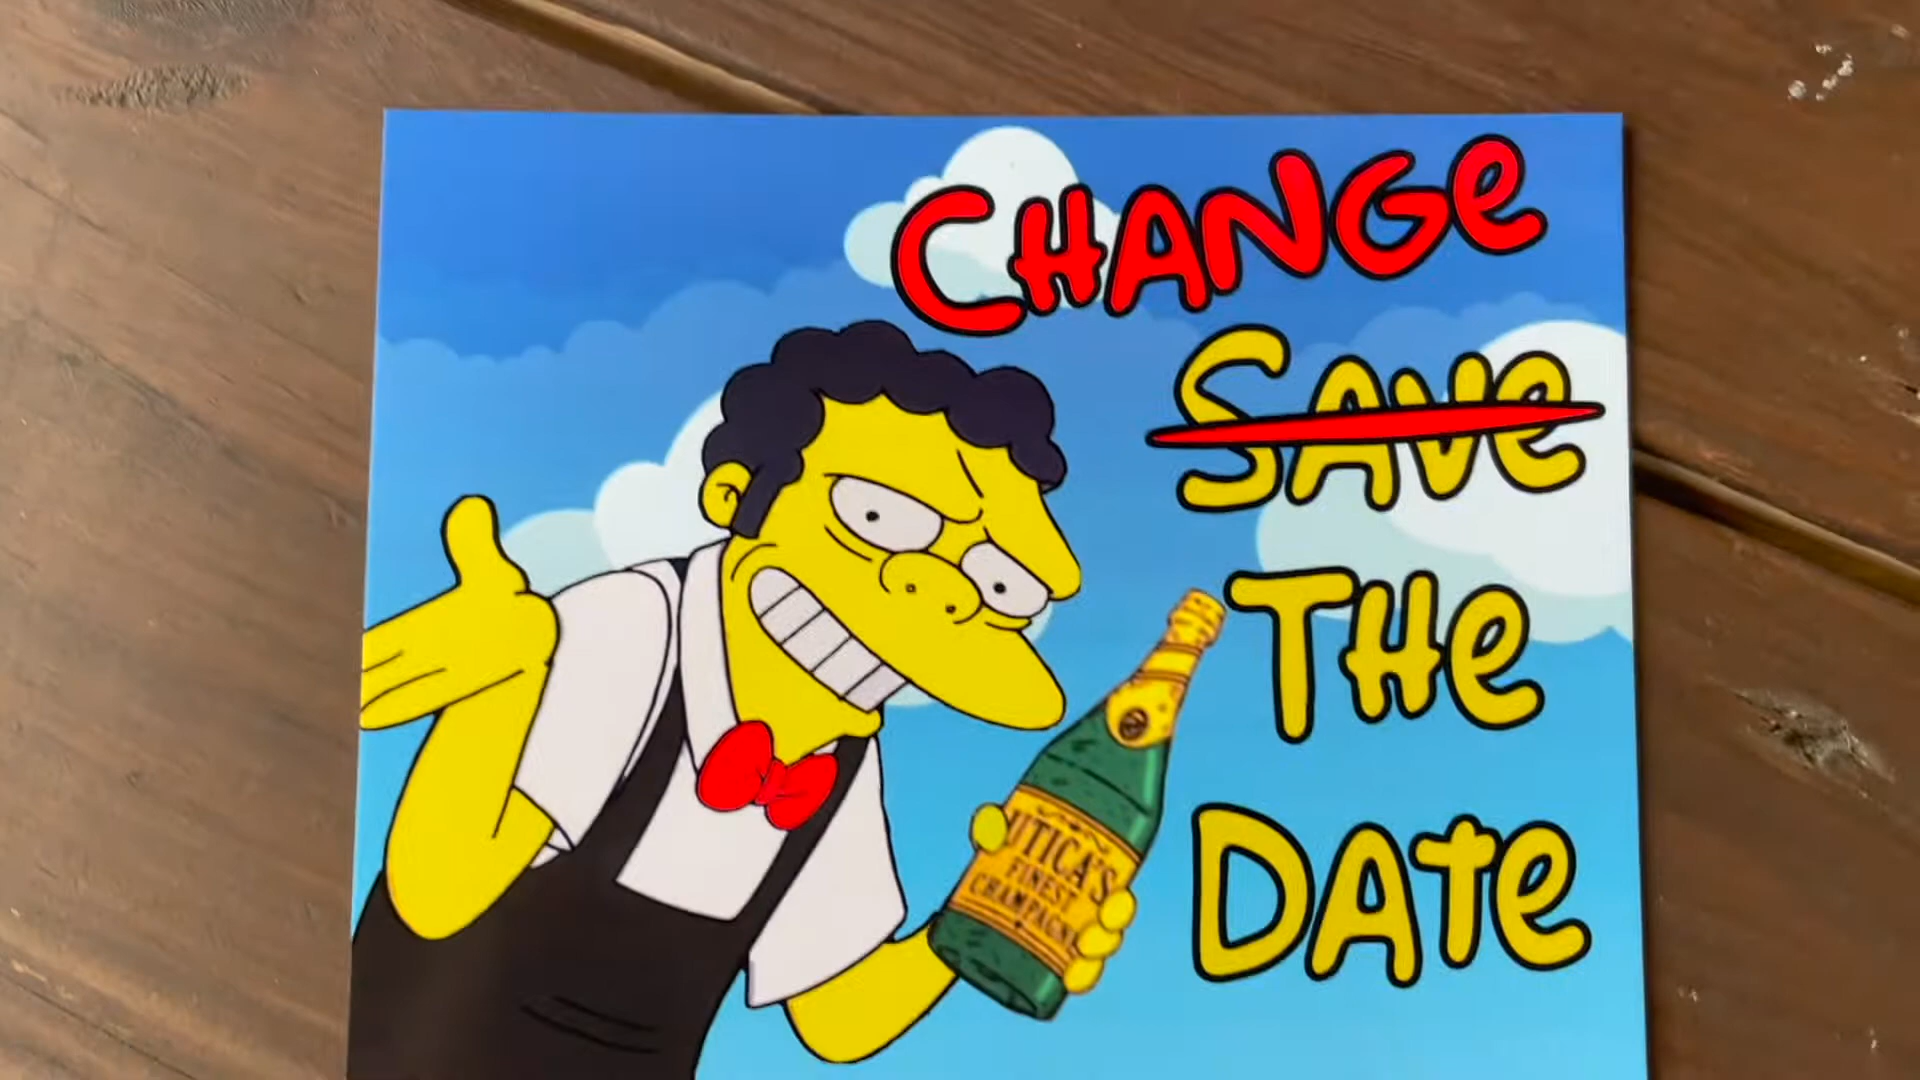 CHANGE
SAVE
THE
DATE
UTICA'S
FINEST
CHAMPAGNE